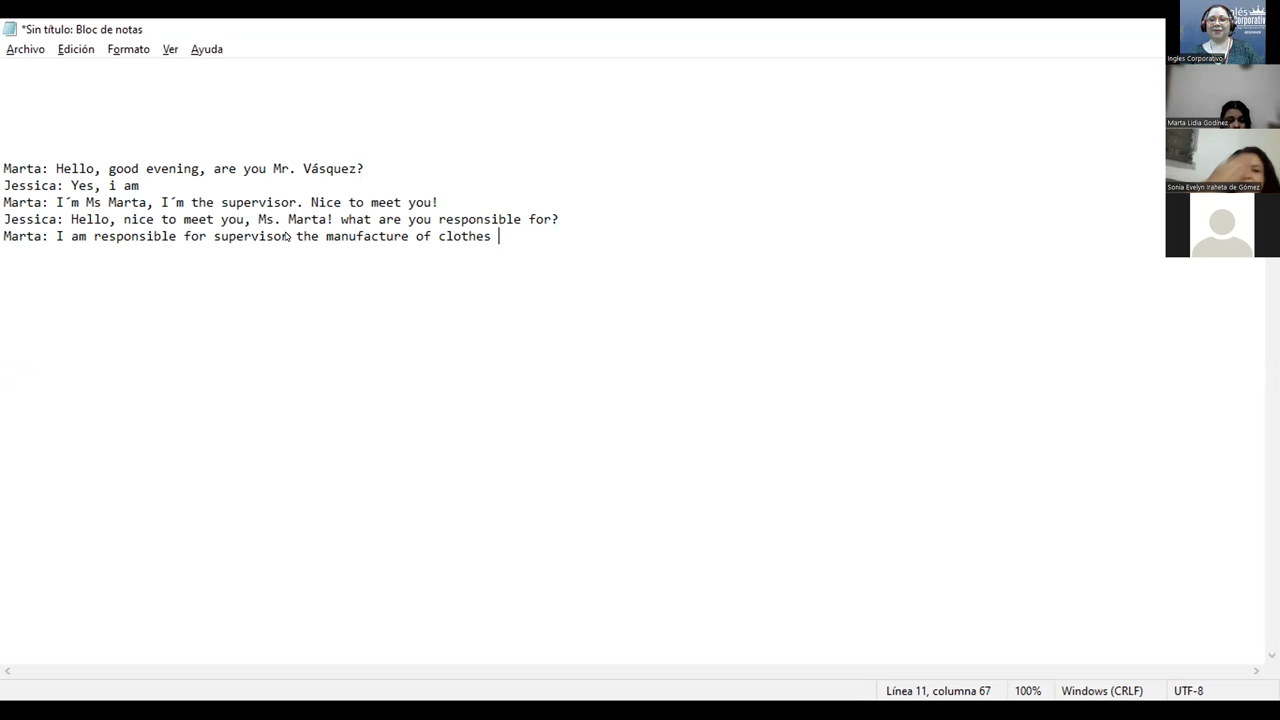 *Sin título: Bloc de notas
Archivo Edición Formato Ver Ayuda
Marta: Hello, good evening, are you Mr. Vásquez?
Jessica: Yes, i am
Marta: I´m Ms Marta, I´m the supervisor. Nice to meet you!
Jessica: Hello, nice to meet you, Ms. Marta! what are you responsible for?
Marta: I am responsible for supervisor the manufacture of clothes
Ingles Corporativo
Marta Lidia Godinez
Sonia Evelyn Iraheta de Gómez
Línea 11, columna 67 100% Windows (CRLF) UTF-8